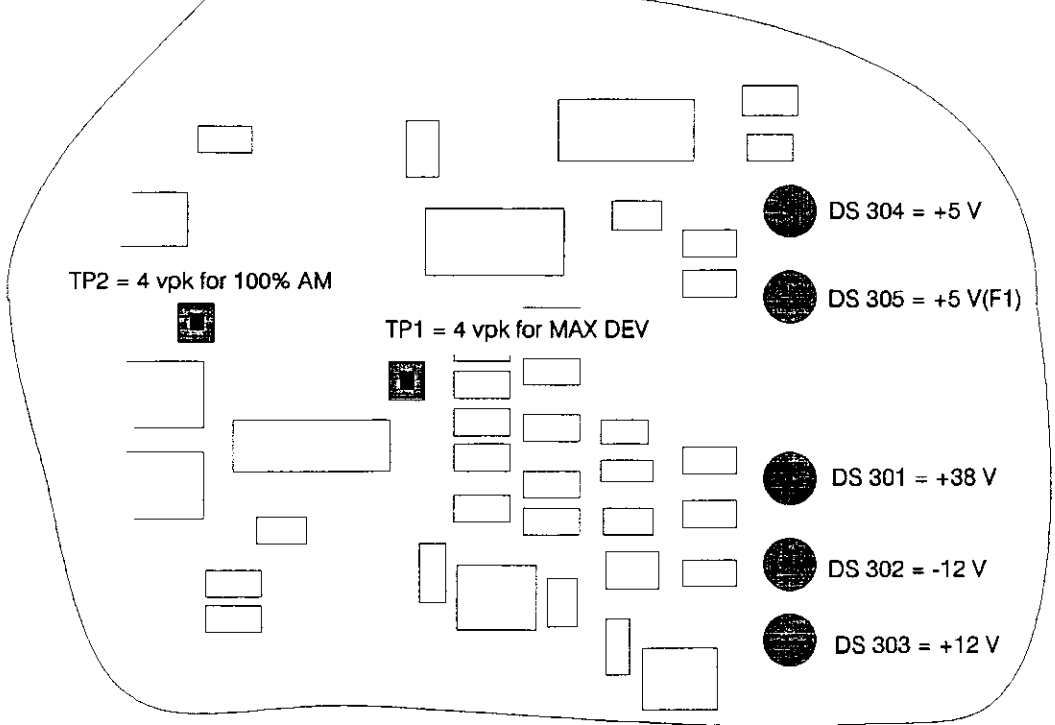 DS 304 = +5 V
TP2 = 4 vpk for 100% AM
DS 305 = +5 V(F1)
TP1 = 4 vpk for MAX DEV
DS 301 = +38 V
DS 302 = -12 V
DS 303 = +12 V